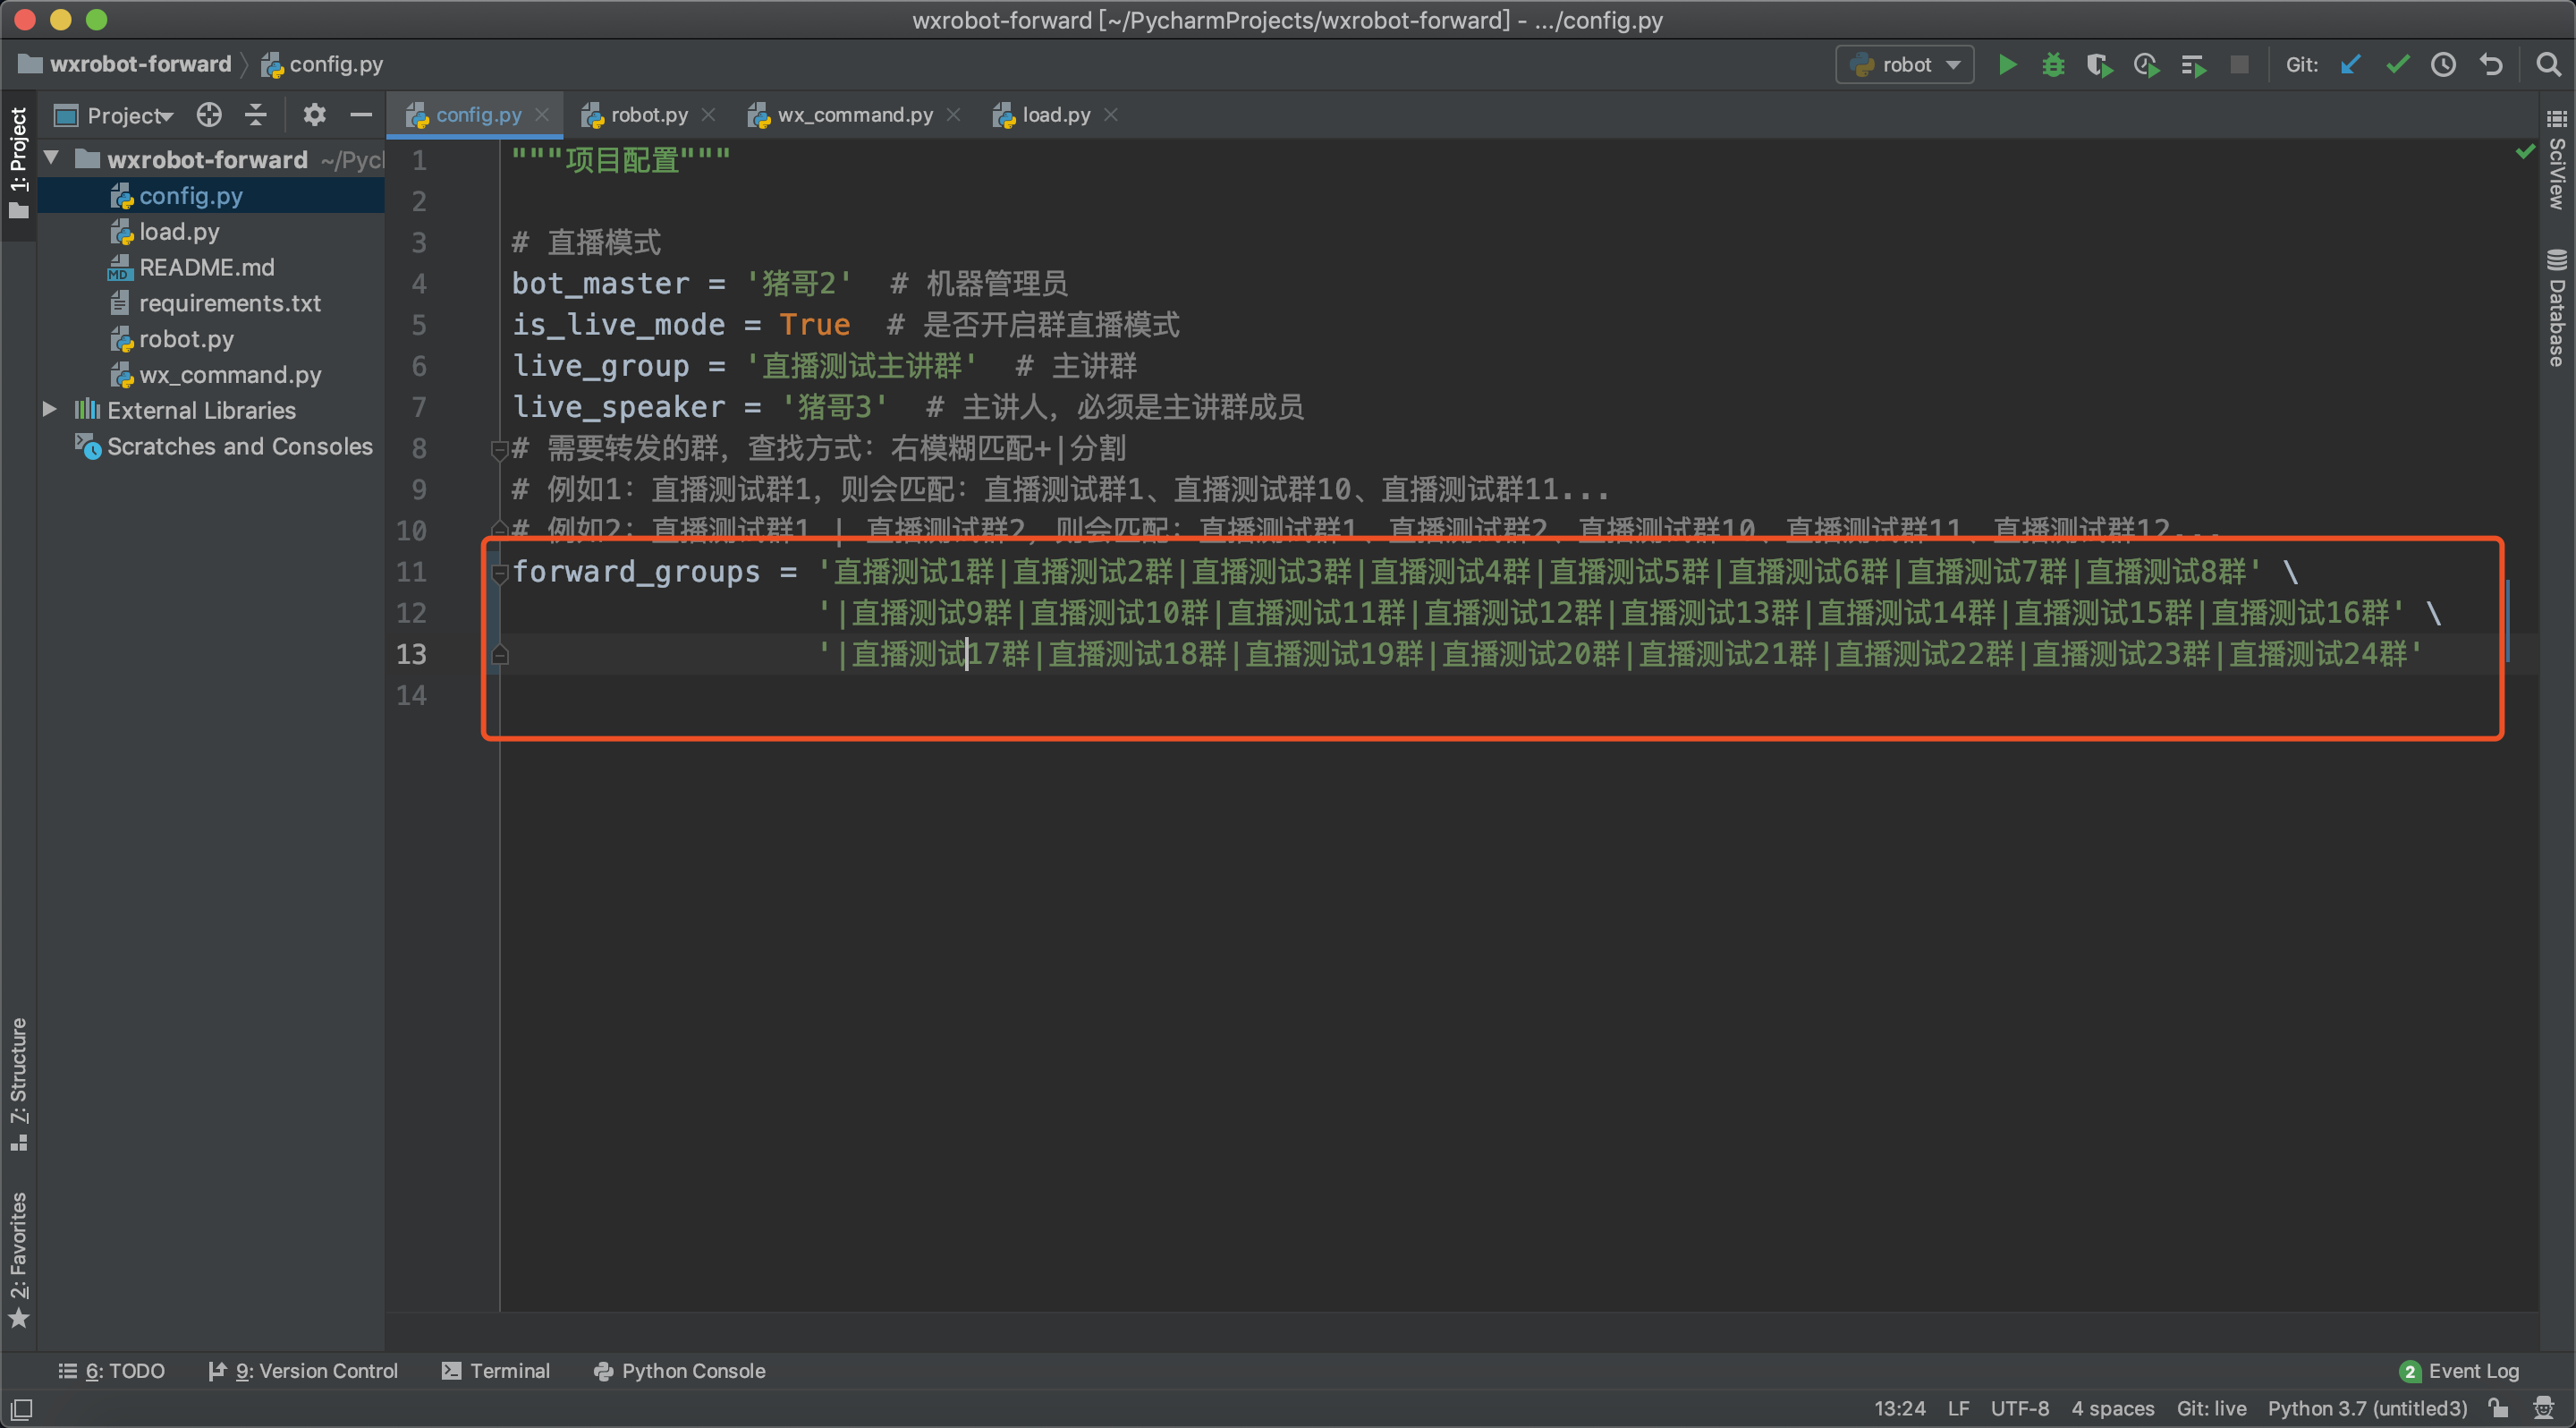 wxrobot-forward [~/PycharmProjects/wxrobot-forward] - .../config.py
wxrobot-forward
config.py
robot
Git:
Project
config.py
robot.py
wx_command.py
load.py
1: Project
wxrobot-forward ~/Pycl
config.py
load.py
README.md
requirements.txt
robot.py
wx_command.py
External Libraries
Scratches and Consoles
1 """项目配置"""
2
3 # 直播模式
4 bot_master = '猪哥2'  # 机器管理员
5 is_live_mode = True  # 是否开启群直播模式
6 live_group = '直播测试主讲群'  # 主讲群
7 live_speaker = '猪哥3'  # 主讲人，必须是主讲群成员
8 # 需要转发的群，查找方式：右模糊匹配+|分割
9 # 例如1：直播测试群1，则会匹配：直播测试群1、直播测试群10、直播测试群11...
10 # 例如2：直播测试群1 | 直播测试群2，则会匹配：直播测试群1、直播测试群2、直播测试群10、直播测试群11、直播测试群12...
11 forward_groups = '直播测试1群|直播测试2群|直播测试3群|直播测试4群|直播测试5群|直播测试6群|直播测试7群|直播测试8群' \
12 '|直播测试9群|直播测试10群|直播测试11群|直播测试12群|直播测试13群|直播测试14群|直播测试15群|直播测试16群' \
13 '|直播测试17群|直播测试18群|直播测试19群|直播测试20群|直播测试21群|直播测试22群|直播测试23群|直播测试24群'
14
SciView
Database
7: Structure
2: Favorites
6: TODO
9: Version Control
Terminal
Python Console
2 Event Log
13:24 LF UTF-8 4 spaces Git: live Python 3.7 (untitled3)